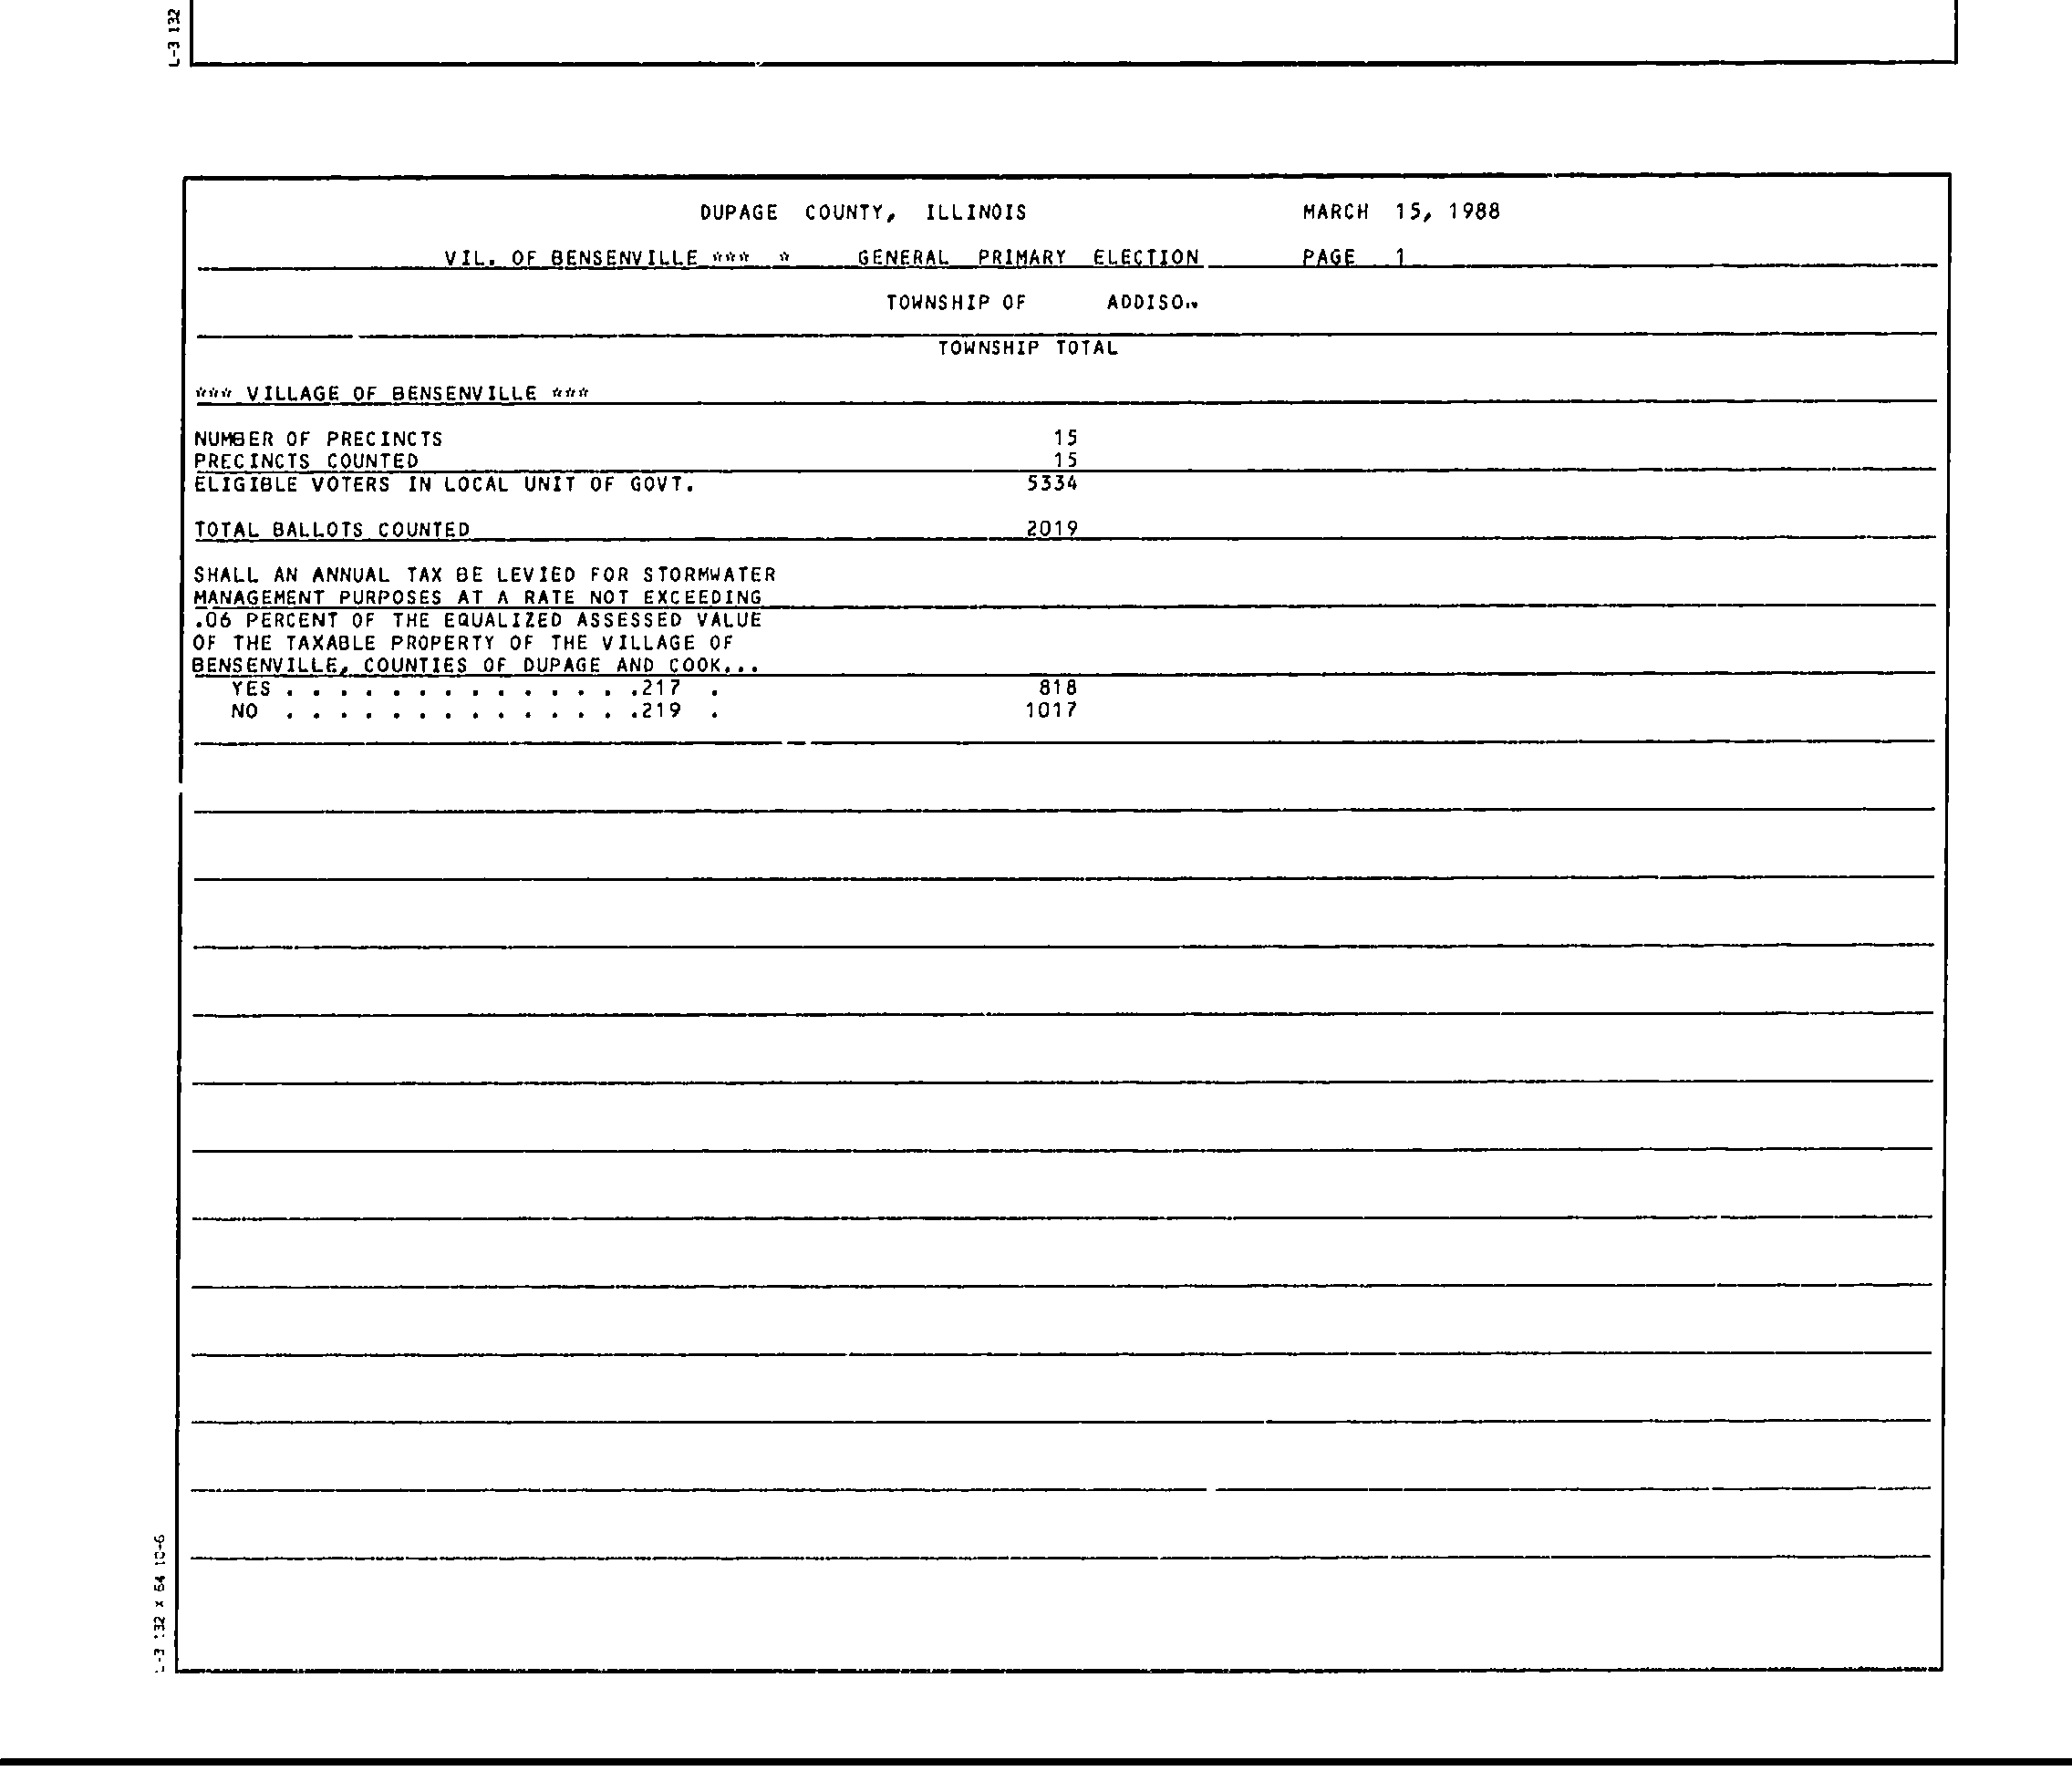 L-3 132
DUPAGE COUNTY, ILLINOIS MARCH 15, 1988
VIL. OF BENSENVILLE *** * GENERAL PRIMARY ELECTION PAGE 1
TOWNSHIP OF
TOWNSHIP TOTAL
*** VILLAGE OF BENSENVILLE ***
NUMBER OF PRECINCTS 15
PRECINCTS COUNTED 15
ELIGIBLE VOTERS IN LOCAL UNIT OF GOVT. 5334
TOTAL BALLOTS COUNTED 2019
SHALL AN ANNUAL TAX BE LEVIED FOR STORMWATER
MANAGEMENT PURPOSES AT A RATE NOT EXCEEDING
.06 PERCENT OF THE EQUALIZED ASSESSED VALUE
OF THE TAXABLE PROPERTY OF THE VILLAGE OF
BENSENVILLE, COUNTIES OF DUPAGE AND COOK...
YES . . . . . . . . . . . . . .217 . 818
NO . . . . . . . . . . . . . .219 . 1017
L-3 132 x 64 10-6